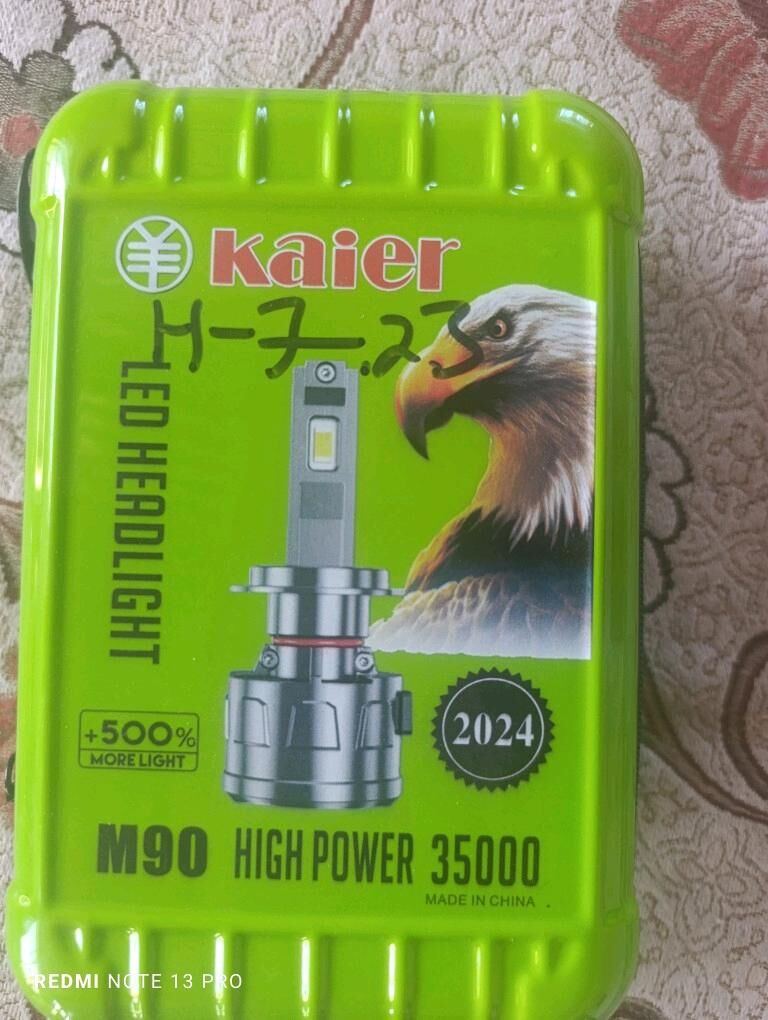 kaier
H-7.23
LED HEADLIGHT
+500%
MORE LIGHT
2024
M90 HIGH POWER 35000
MADE IN CHINA .
REDMI NOTE 13 PRO